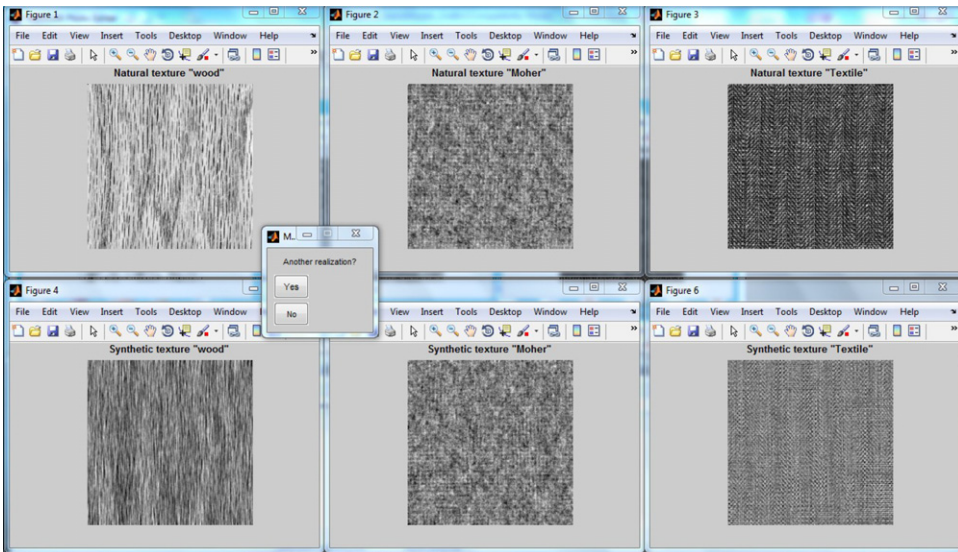 Figure 1
File Edit View Insert Tools Desktop Window Help
Natural texture "wood"
Figure 2
File Edit View Insert Tools Desktop Window Help
Natural texture "Moher"
Figure 3
File Edit View Insert Tools Desktop Window Help
Natural texture "Textile"
M...
Another realization?
Yes
No
Figure 4
File Edit View Insert Tools Desktop Window
Synthetic texture "wood"
View Insert Tools Desktop Window Help
Synthetic texture "Moher"
Figure 6
File Edit View Insert Tools Desktop Window Help
Synthetic texture "Textile"